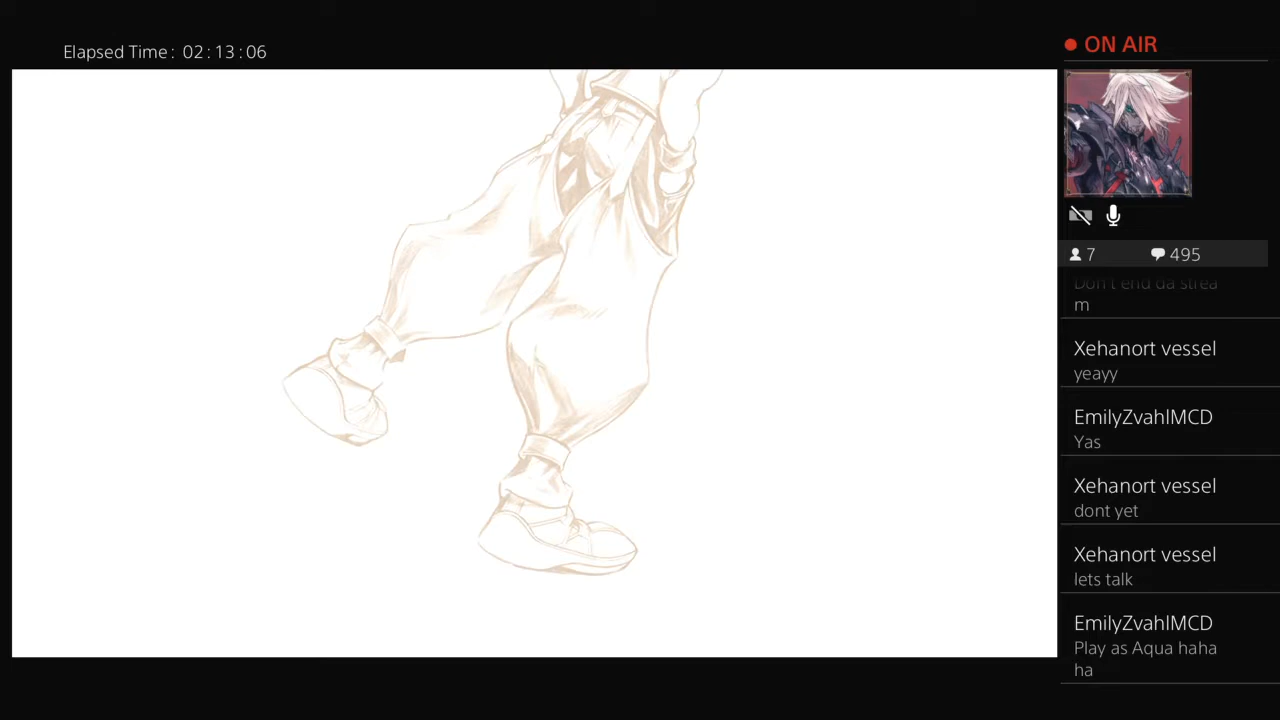 Elapsed Time: 02:13:06
ON AIR
7 495
Don't end da strea
m
Xehanort vessel
yeayy
EmilyZvahlMCD
Yas
Xehanort vessel
dont yet
Xehanort vessel
lets talk
EmilyZvahlMCD
Play as Aqua haha
ha